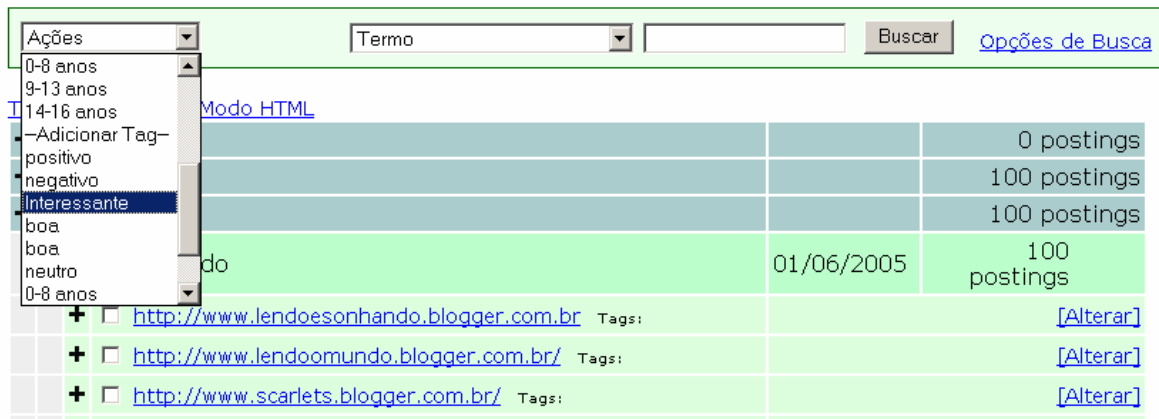 Ações Termo Buscar Opções de Busca
0-8 anos
9-13 anos
14-16 anos
Modo HTML
--Adicionar Tag--
positivo
0 postings
negativo
100 postings
Interessante
100 postings
boa
boa
neutro
do 01/06/2005 100
postings
0-8 anos
+ http://www.lendoesonhando.blogger.com.br Tags: [Alterar]
+ http://www.lendoomundo.blogger.com.br/ Tags: [Alterar]
+ http://www.scarlets.blogger.com.br/ Tags: [Alterar]